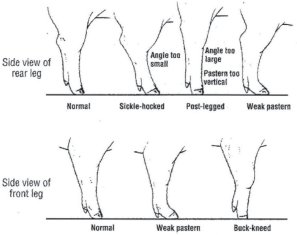 Side view of
rear leg
Angle too
small
Angle too
large
Pastern too
vertical
Normal
Sickle-hocked
Post-legged
Weak pastern
Side view of
front leg
Normal
Weak pastern
Buck-kneed